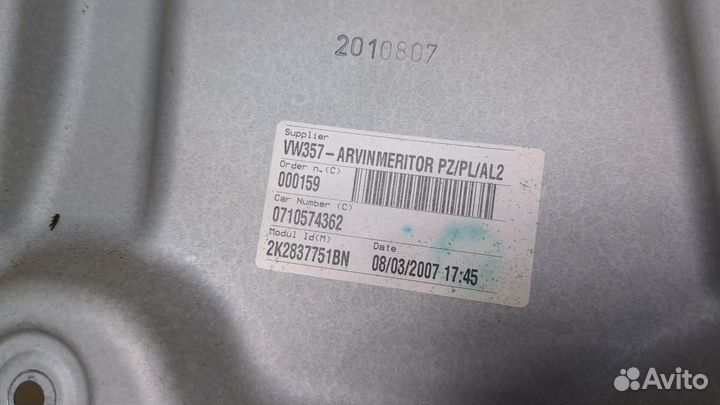 2010807
Supplier
VW357-ARVINMERITOR PZ/PL/AL2
Order n.(C)
000159
Car Number (C)
0710574362
Modul Id(M)
2K2837751BN
Date
08/03/2007 17:45
Avito